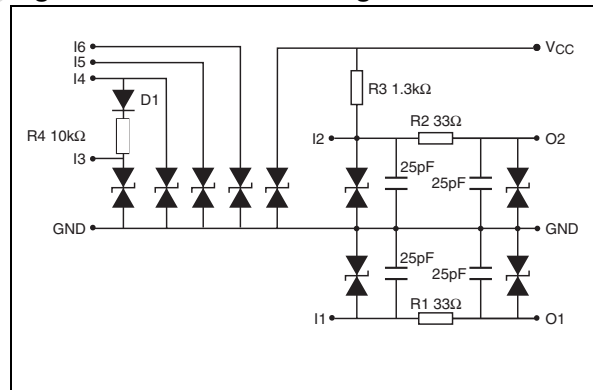 I6
I5
I4
VCC
D1
R3 1.3kΩ
R4 10kΩ
R2 33Ω
I3
I2
O2
25pF
25pF
GND
GND
25pF
25pF
R1 33Ω
I1
O1